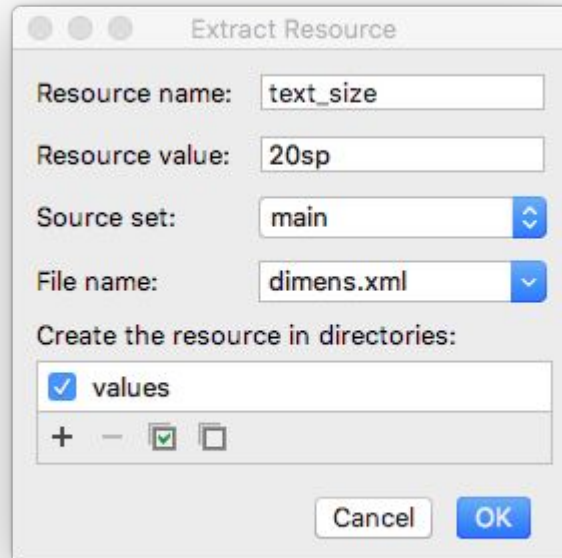 Extract Resource
Resource name: text_size
Resource value: 20sp
Source set: main
File name: dimens.xml
Create the resource in directories:
values
Cancel OK